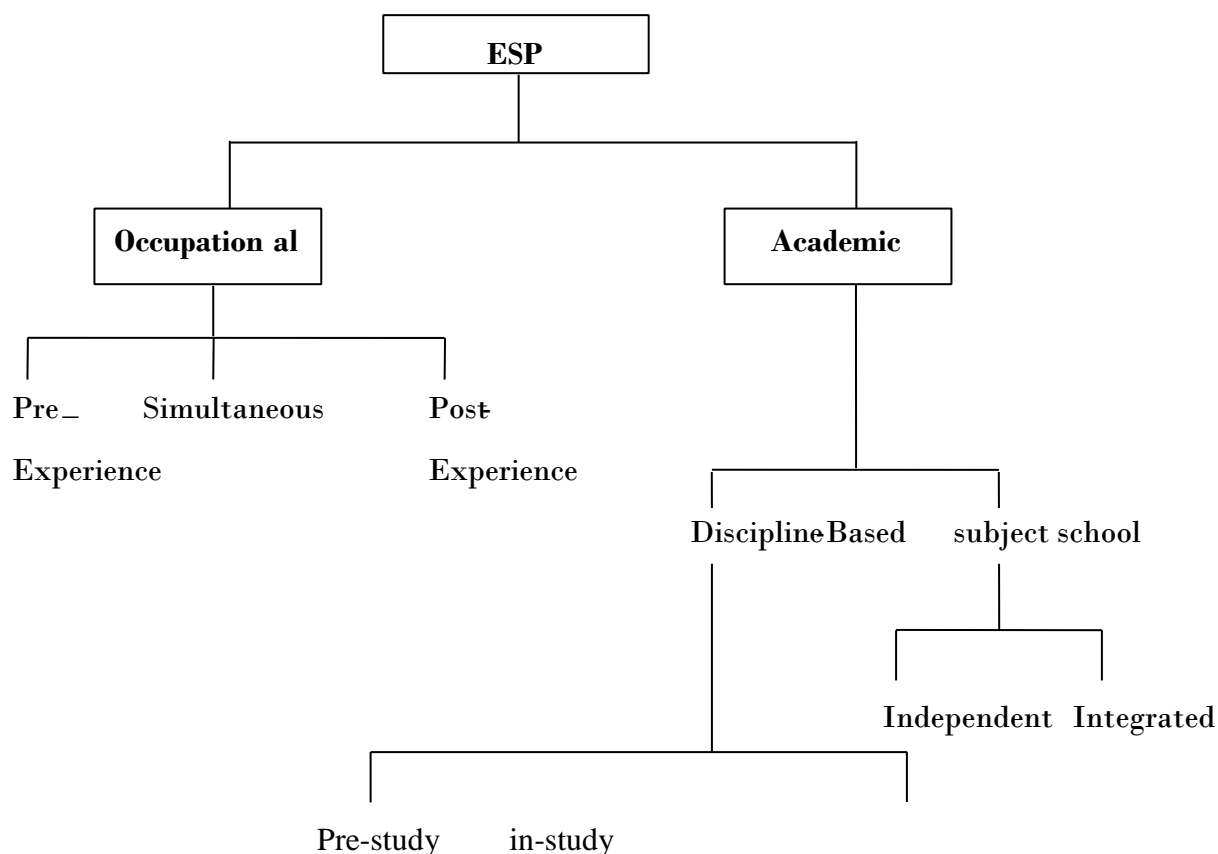 ESP
Occupation al
Academic
Pre_ Simultaneous Post-
Experience Experience
Discipline-Based subject school
Independent Integrated
Pre-study in-study